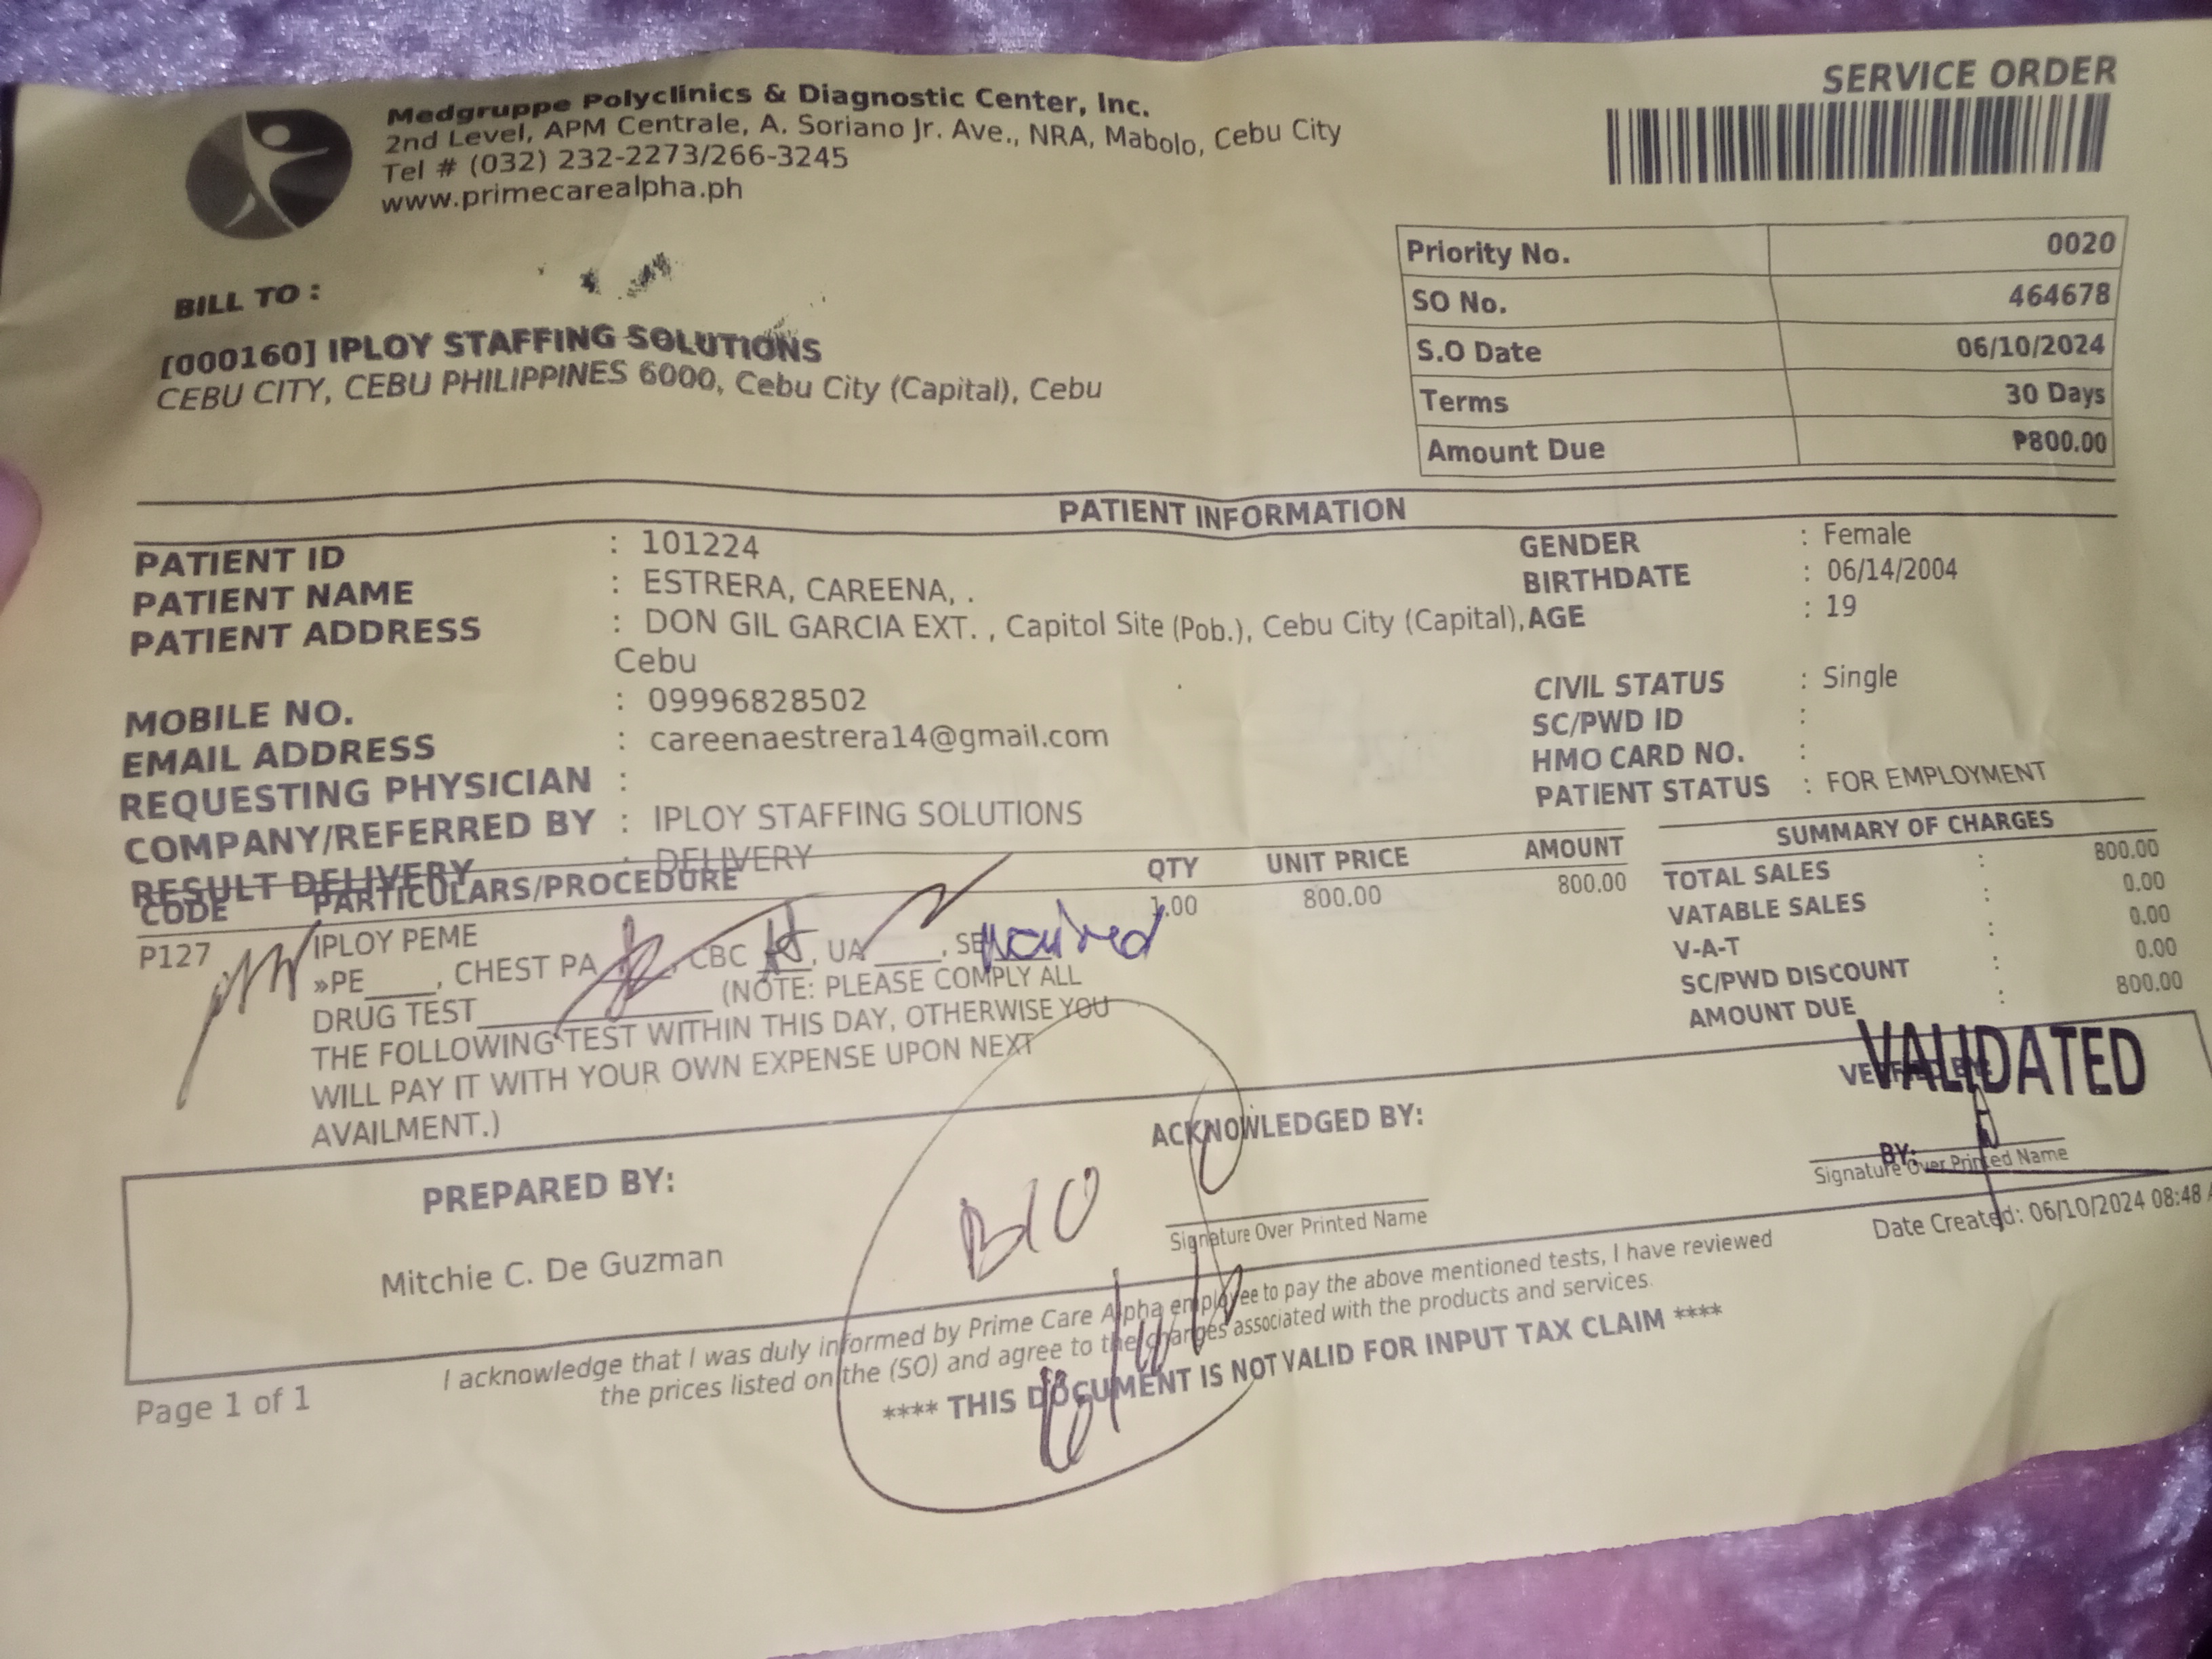 SERVICE ORDER
Medgruppe Polyclinics & Diagnostic Center, Inc.
2nd Level, APM Centrale, A. Soriano Jr. Ave., NRA, Mabolo, Cebu City
Tel # (032) 232-2273/266-3245
www.primecarealpha.ph
Priority No. 0020
SO No. 464678
S.O Date 06/10/2024
Terms 30 Days
Amount Due ₱800.00
BILL TO :
[000160] IPLOY STAFFING SOLUTIONS
CEBU CITY, CEBU PHILIPPINES 6000, Cebu City (Capital), Cebu
PATIENT INFORMATION
PATIENT ID : 101224
PATIENT NAME : ESTRERA, CAREENA, .
PATIENT ADDRESS : DON GIL GARCIA EXT. , Capitol Site (Pob.), Cebu City (Capital),
Cebu
MOBILE NO. : 09996828502
EMAIL ADDRESS : careenaestrera14@gmail.com
REQUESTING PHYSICIAN :
COMPANY/REFERRED BY : IPLOY STAFFING SOLUTIONS
RESULT DELIVERY : DELIVERY
GENDER : Female
BIRTHDATE : 06/14/2004
AGE : 19
CIVIL STATUS : Single
SC/PWD ID :
HMO CARD NO. :
PATIENT STATUS : FOR EMPLOYMENT
CODE PARTICULARS/PROCEDURE QTY UNIT PRICE AMOUNT
P127 IPLOY PEME 1.00 800.00 800.00
»PE____, CHEST PA , CBC , UA____, SE
DRUG TEST____________ (NOTE: PLEASE COMPLY ALL
THE FOLLOWING TEST WITHIN THIS DAY, OTHERWISE YOU
WILL PAY IT WITH YOUR OWN EXPENSE UPON NEXT
AVAILMENT.)
SUMMARY OF CHARGES
TOTAL SALES : 800.00
VATABLE SALES : 0.00
V-A-T : 0.00
SC/PWD DISCOUNT : 0.00
AMOUNT DUE : 800.00
PREPARED BY:
Mitchie C. De Guzman
ACKNOWLEDGED BY:
Signature Over Printed Name
VALIDATED
BY:
Signature Over Printed Name
Date Created: 06/10/2024 08:48
I acknowledge that I was duly informed by Prime Care Alpha employee to pay the above mentioned tests, I have reviewed
the prices listed on the (SO) and agree to the charges associated with the products and services.
**** THIS DOCUMENT IS NOT VALID FOR INPUT TAX CLAIM ****
Page 1 of 1